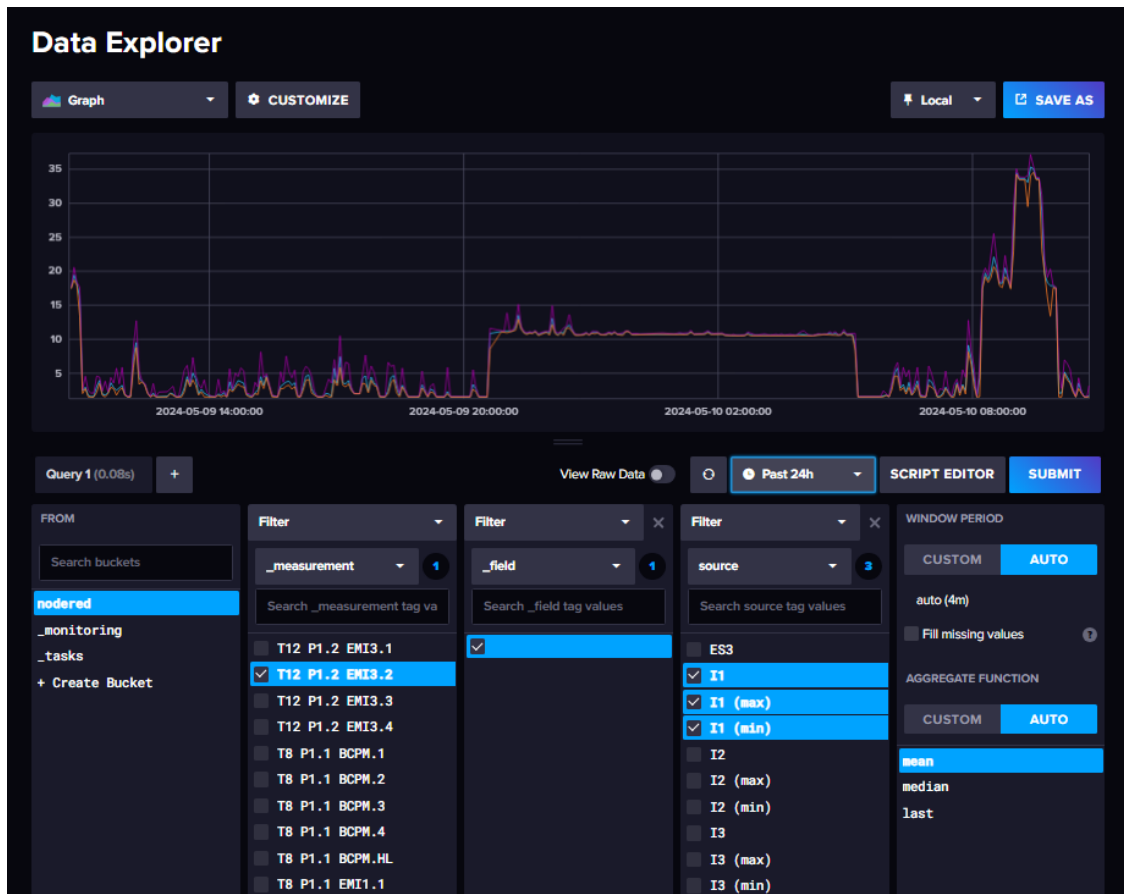 Data Explorer
Graph
CUSTOMIZE
Local
SAVE AS
35
30
25
20
15
10
5
2024-05-09 14:00:00
2024-05-09 20:00:00
2024-05-10 02:00:00
2024-05-10 08:00:00
Query 1 (0.08s)
+
View Raw Data
Past 24h
SCRIPT EDITOR
SUBMIT
FROM
Search buckets
nodered
_monitoring
_tasks
+ Create Bucket
Filter
_measurement
1
Search _measurement tag va
T12 P1.2 EMI3.1
T12 P1.2 EMI3.2
T12 P1.2 EMI3.3
T12 P1.2 EMI3.4
T8 P1.1 BCPM.1
T8 P1.1 BCPM.2
T8 P1.1 BCPM.3
T8 P1.1 BCPM.4
T8 P1.1 BCPM.HL
T8 P1.1 EMI1.1
Filter
_field
1
Search _field tag values
Filter
source
3
Search source tag values
ES3
I1
I1 (max)
I1 (min)
I2
I2 (max)
I2 (min)
I3
I3 (max)
I3 (min)
WINDOW PERIOD
CUSTOM
AUTO
auto (4m)
Fill missing values
?
AGGREGATE FUNCTION
CUSTOM
AUTO
mean
median
last